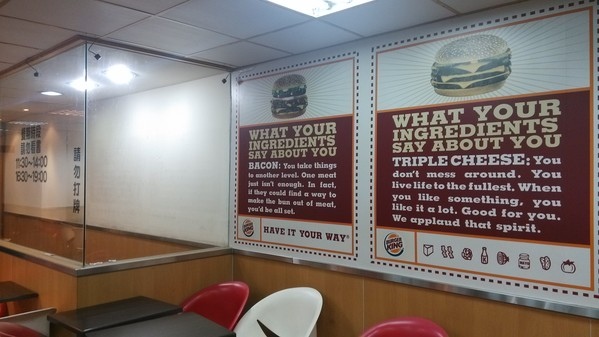 11:30~14:00
16:30~19:00
請勿打牌
WHAT YOUR
INGREDIENTS
SAY ABOUT YOU
BACON: You take things
to another level. One meat
just isn't enough. In fact,
if they could find a way to
make the bun out of meat,
you'd be all set.
BURGER
KING
HAVE IT YOUR WAY®
WHAT YOUR
INGREDIENTS
SAY ABOUT YOU
TRIPLE CHEESE: You
don't mess around. You
live life to the fullest. When
you like something, you
like it a lot. Good for you.
We applaud that spirit.
BURGER
KING